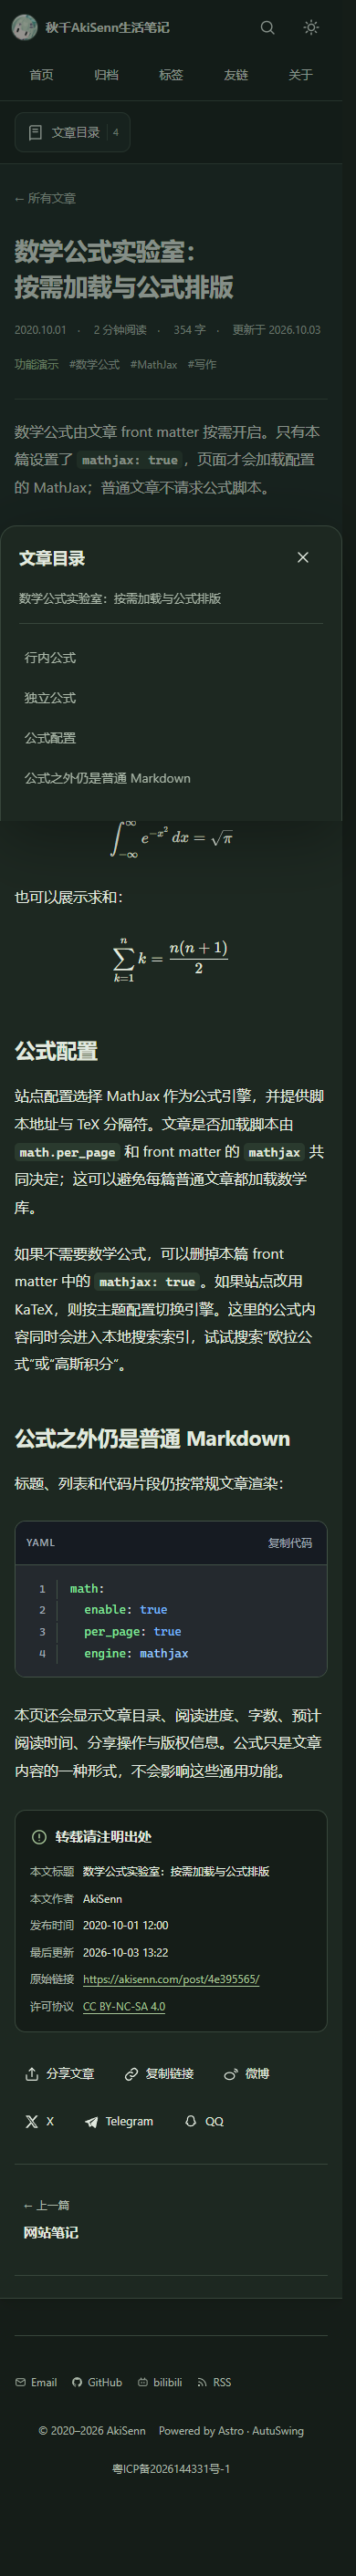 秋千AkiSenn生活笔记
首页 归档 标签 友链 关于
文章目录 4
← 所有文章
数学公式实验室：
按需加载与公式排版
2020.10.01 · 2 分钟阅读 · 354 字 · 更新于 2026.10.03
功能演示 #数学公式 #MathJax #写作
数学公式由文章 front matter 按需开启。只有本
篇设置了 mathjax: true，页面才会加载配置
的 MathJax；普通文章不请求公式脚本。
文章目录
数学公式实验室：按需加载与公式排版
行内公式
独立公式
公式配置
公式之外仍是普通 Markdown
∫_{-∞}^{∞} e^{-x²} dx = √π
也可以展示求和：
∑_{k=1}^{n} k = n(n+1)/2
公式配置
站点配置选择 MathJax 作为公式引擎，并提供脚
本地址与 TeX 分隔符。文章是否加载脚本由
math.per_page 和 front matter 的 mathjax 共
同决定；这可以避免每篇普通文章都加载数学
库。
如果不需要数学公式，可以删掉本篇 front
matter 中的 mathjax: true。如果站点改用
KaTeX，则按主题配置切换引擎。这里的公式内
容同时会进入本地搜索索引，试试搜索“欧拉公
式”或“高斯积分”。
公式之外仍是普通 Markdown
标题、列表和代码片段仍按常规文章渲染：
YAML 复制代码
1 math:
2   enable: true
3   per_page: true
4   engine: mathjax
本页还会显示文章目录、阅读进度、字数、预计
阅读时间、分享操作与版权信息。公式只是文章
内容的一种形式，不会影响这些通用功能。
转载请注明出处
本文标题 数学公式实验室：按需加载与公式排版
本文作者 AkiSenn
发布时间 2020-10-01 12:00
最后更新 2026-10-03 13:22
原始链接 https://akisenn.com/post/4e395565/
许可协议 CC BY-NC-SA 4.0
分享文章 复制链接 微博
X Telegram QQ
← 上一篇
网站笔记
Email GitHub bilibili RSS
© 2020–2026 AkiSenn Powered by Astro · AutuSwing
粤ICP备2026144331号-1